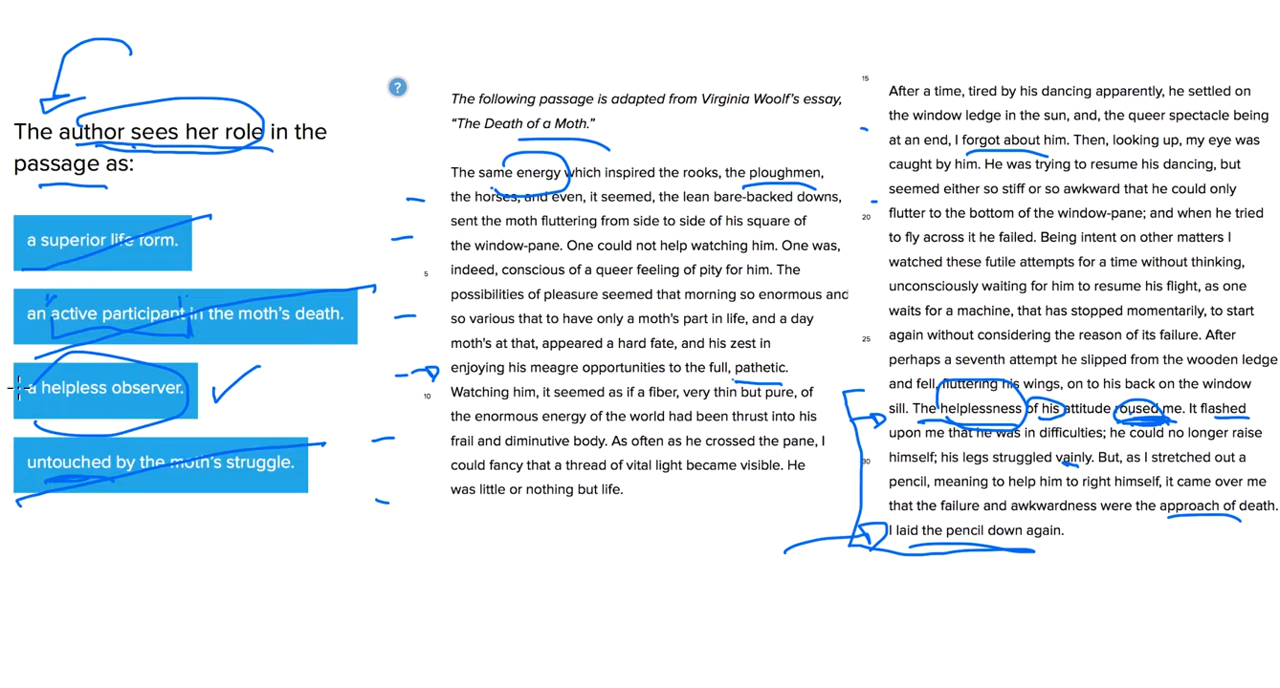 The author sees her role in the
passage as:
a superior life form.
an active participant in the moth's death.
a helpless observer.
untouched by the moth's struggle.
?
The following passage is adapted from Virginia Woolf's essay,
"The Death of a Moth."
The same energy which inspired the rooks, the ploughmen,
the horses, and even, it seemed, the lean bare-backed downs,
sent the moth fluttering from side to side of his square of
the window-pane. One could not help watching him. One was,
5 indeed, conscious of a queer feeling of pity for him. The
possibilities of pleasure seemed that morning so enormous and
so various that to have only a moth's part in life, and a day
moth's at that, appeared a hard fate, and his zest in
enjoying his meagre opportunities to the full, pathetic.
10 Watching him, it seemed as if a fiber, very thin but pure, of
the enormous energy of the world had been thrust into his
frail and diminutive body. As often as he crossed the pane, I
could fancy that a thread of vital light became visible. He
was little or nothing but life.
15 After a time, tired by his dancing apparently, he settled on
the window ledge in the sun, and, the queer spectacle being
at an end, I forgot about him. Then, looking up, my eye was
caught by him. He was trying to resume his dancing, but
seemed either so stiff or so awkward that he could only
20 flutter to the bottom of the window-pane; and when he tried
to fly across it he failed. Being intent on other matters I
watched these futile attempts for a time without thinking,
unconsciously waiting for him to resume his flight, as one
waits for a machine, that has stopped momentarily, to start
25 again without considering the reason of its failure. After
perhaps a seventh attempt he slipped from the wooden ledge
and fell, fluttering his wings, on to his back on the window
sill. The helplessness of his attitude roused me. It flashed
upon me that he was in difficulties; he could no longer raise
30 himself; his legs struggled vainly. But, as I stretched out a
pencil, meaning to help him to right himself, it came over me
that the failure and awkwardness were the approach of death.
I laid the pencil down again.